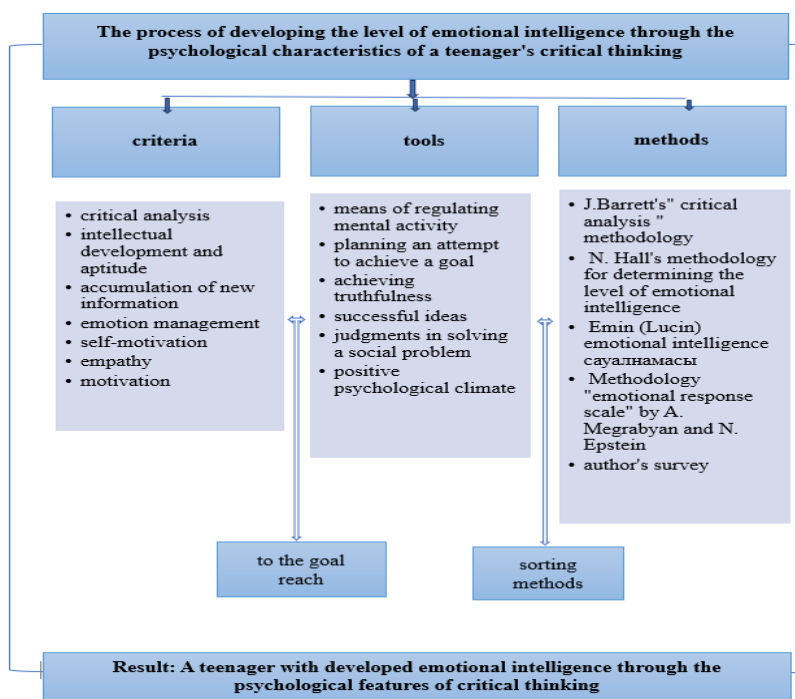 The process of developing the level of emotional intelligence through the
psychological characteristics of a teenager's critical thinking
criteria
tools
methods
• critical analysis
• intellectual
development and
aptitude
• accumulation of new
information
• emotion management
• self-motivation
• empathy
• motivation
• means of regulating
mental activity
• planning an attempt
to achieve a goal
• achieving
truthfulness
• successful ideas
• judgments in solving
a social problem
• positive
psychological climate
• J.Barrett's" critical
analysis "
methodology
• N. Hall's methodology
for determining the
level of emotional
intelligence
• Emin (Lucin)
emotional intelligence
сауалнамасы
• Methodology
"emotional response
scale" by A.
Megrabyan and N.
Epstein
• author's survey
to the goal
reach
sorting
methods
Result: A teenager with developed emotional intelligence through the
psychological features of critical thinking